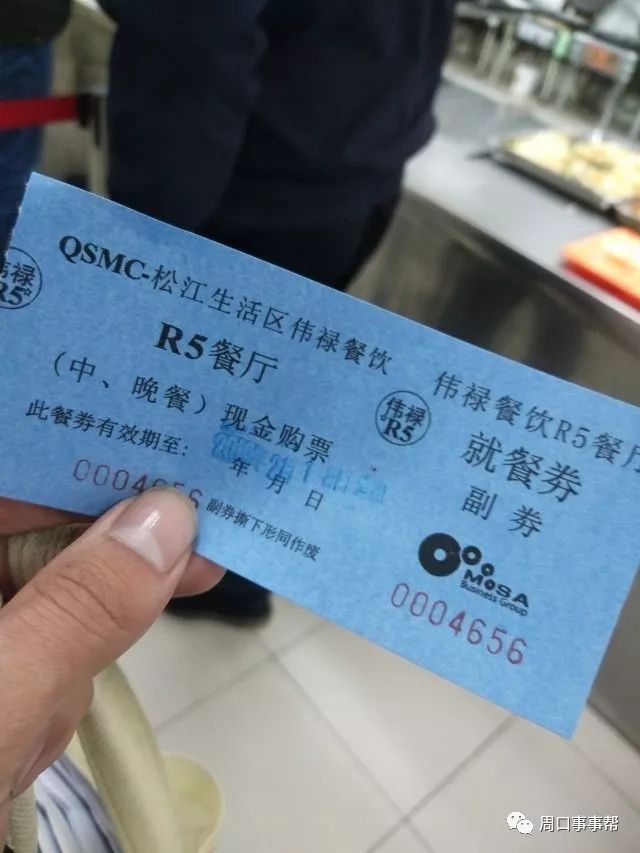 伟禄
R5
QSMC-松江生活区伟禄餐饮
R5餐厅
(中、晚餐)现金购票
此餐券有效期至:
年 月 日
0004656
副券撕下形同作废
伟禄
R5
伟禄餐饮R5餐厅
就餐券
副 券
MOSA
Business Group
0004656
周口事事帮